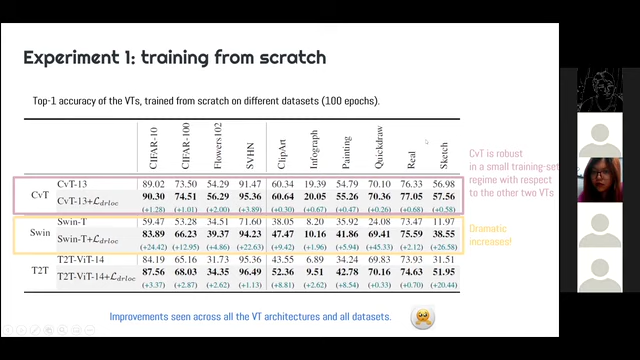 Experiment 1: training from scratch
Top-1 accuracy of the VTs, trained from scratch on different datasets (100 epochs).
CIFAR-10 CIFAR-100 Flowers102 SVHN ClipArt Infograph Painting Quickdraw Real Sketch
CvT
CvT-13 89.02 73.50 54.29 91.47 60.34 19.39 54.79 70.10 76.33 56.98
CvT-13+ℒdrloc 90.30 74.51 56.29 95.36 60.64 20.05 55.26 70.36 77.05 57.56
(+1.28) (+1.01) (+2.00) (+3.89) (+0.30) (+0.67) (+0.47) (+0.26) (+0.68) (+0.58)
Swin
Swin-T 59.47 53.28 34.51 71.60 38.05 8.20 35.92 24.08 73.47 11.97
Swin-T+ℒdrloc 83.89 66.23 39.37 94.23 47.47 10.16 41.86 69.41 75.59 38.55
(+24.42) (+12.95) (+4.86) (+22.63) (+9.42) (+1.96) (+5.94) (+45.33) (+2.12) (+26.58)
T2T
T2T-ViT-14 84.19 65.16 31.73 95.36 43.55 6.89 34.24 69.83 73.93 31.51
T2T-ViT-14+ℒdrloc 87.56 68.03 34.35 96.49 52.36 9.51 42.78 70.16 74.63 51.95
(+3.37) (+2.87) (+2.62) (+1.13) (+8.81) (+2.62) (+8.54) (+0.33) (+0.70) (+20.44)
CvT is robust
in a small training-set
regime with respect
to the other two VTs
Dramatic
increases!
Improvements seen across all the VT architectures and all datasets.